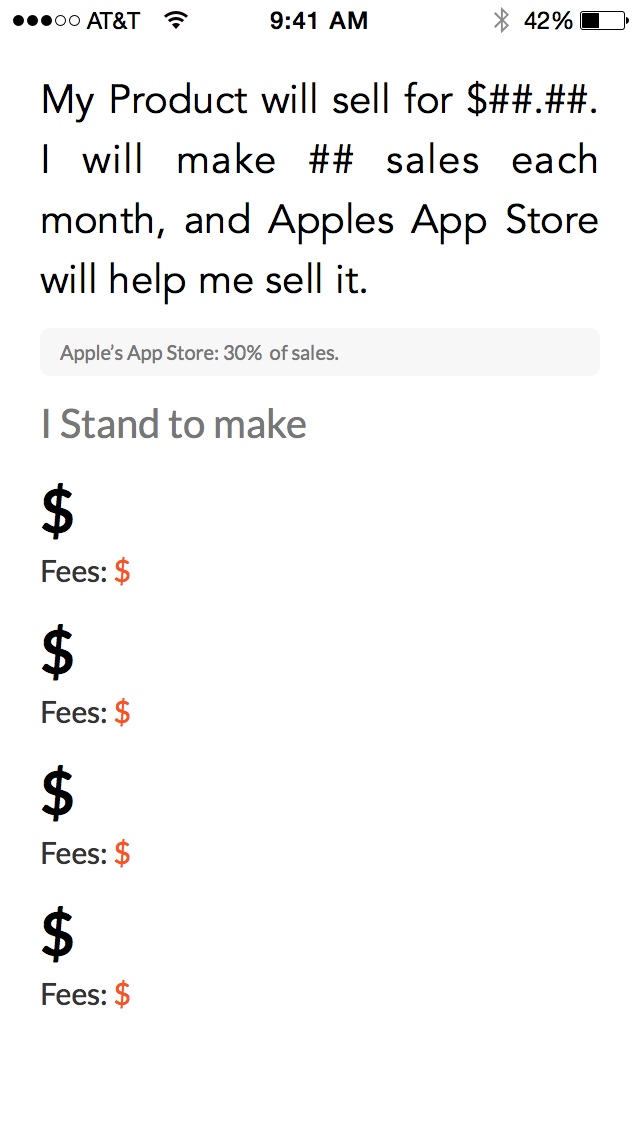 AT&T 9:41 AM 42%
My Product will sell for $##.##.
I will make ## sales each
month, and Apples App Store
will help me sell it.
Apple’s App Store: 30% of sales.
I Stand to make
$
Fees: $
$
Fees: $
$
Fees: $
$
Fees: $